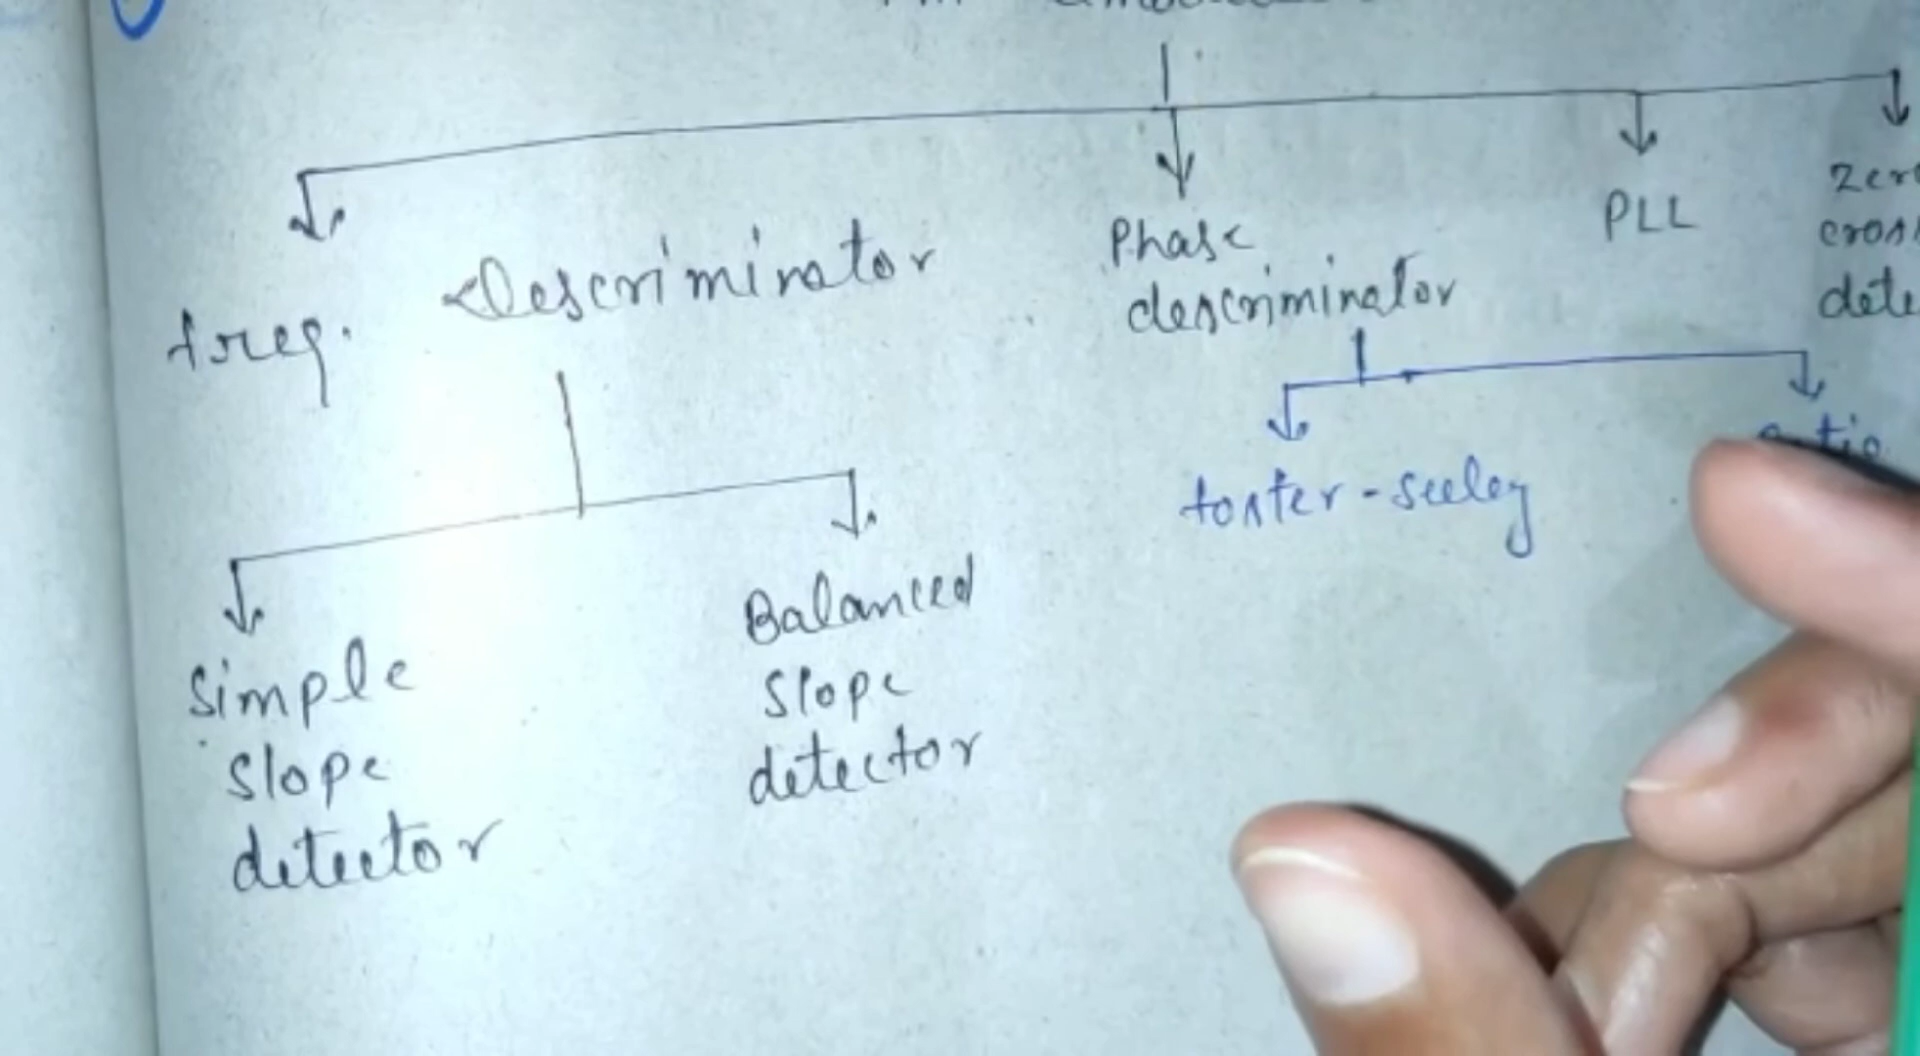 freq. Descriminator
Phase
descriminator
PLL
foster-seeley
Simple
slope
detector
Balanced
slope
detector